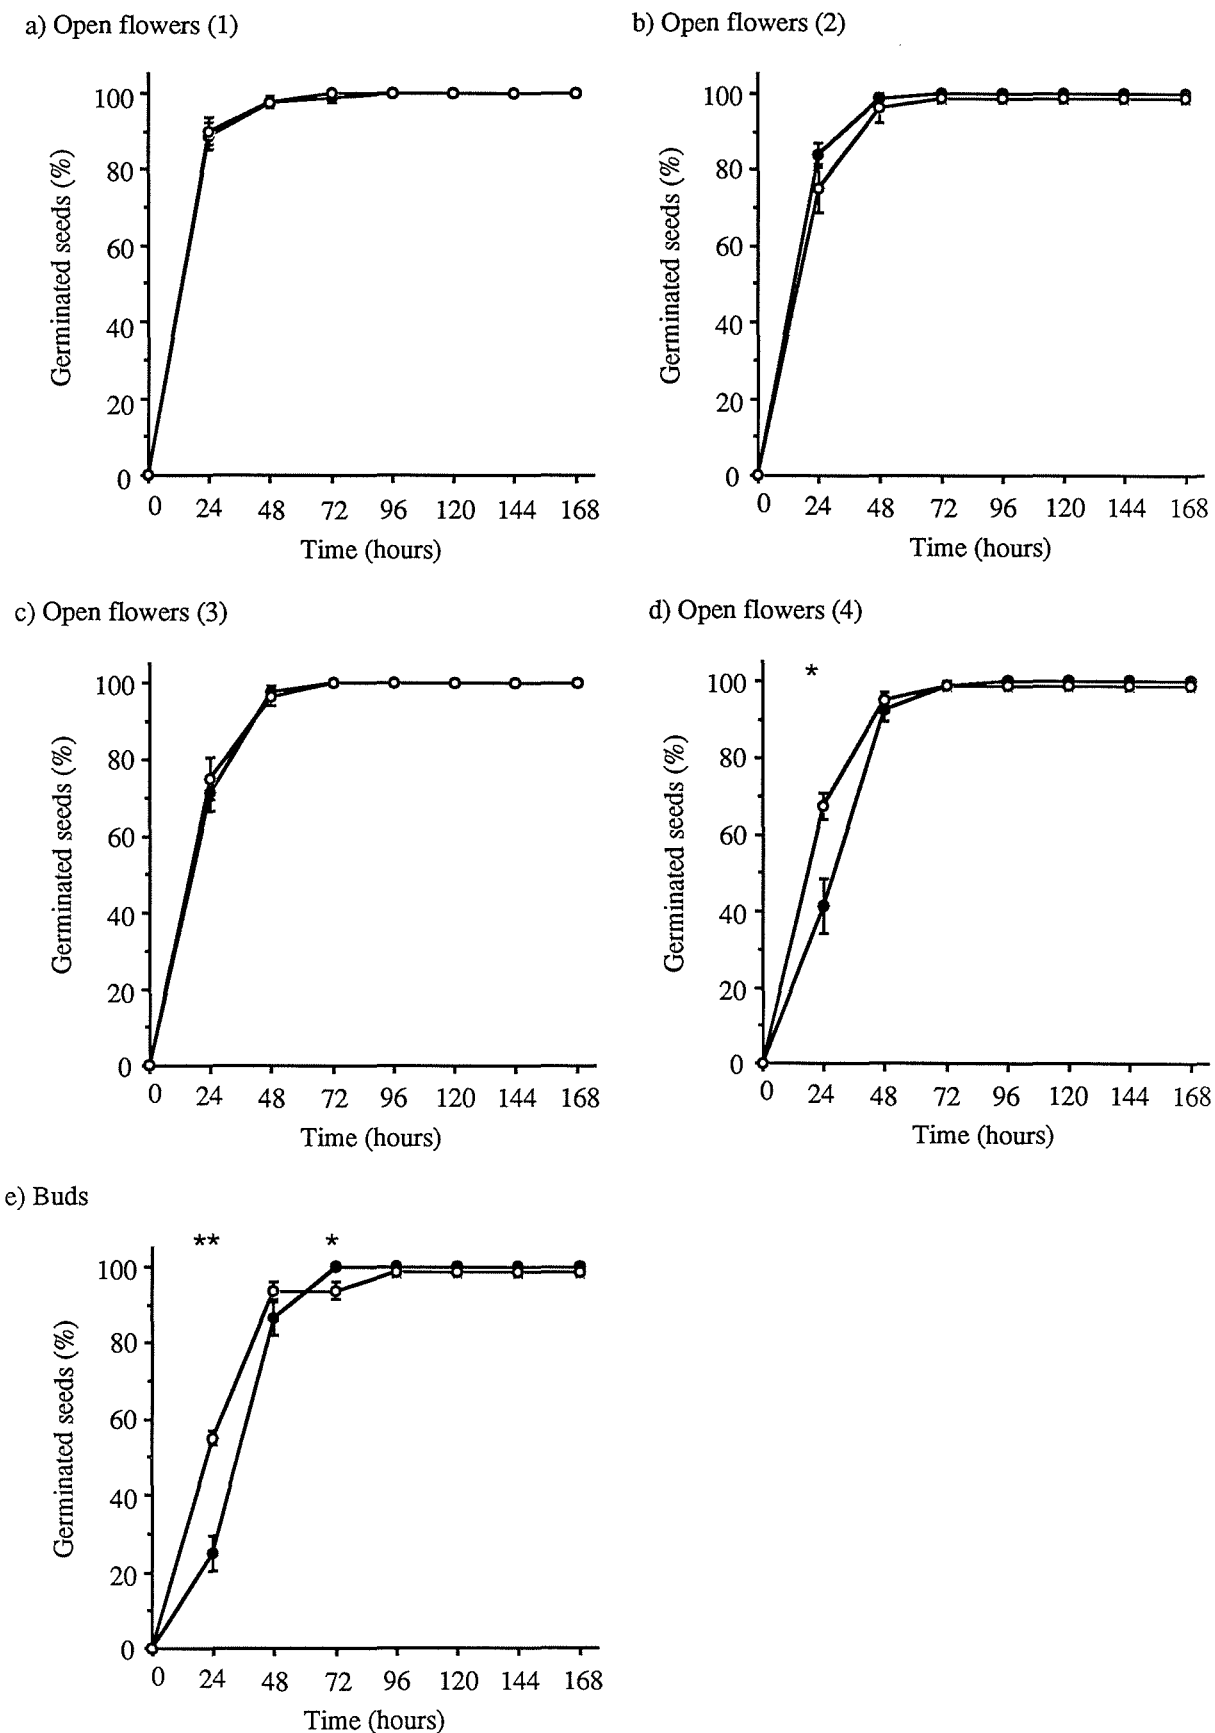 a) Open flowers (1)
Germinated seeds (%)
100
80
60
40
20
0
0 24 48 72 96 120 144 168
Time (hours)
b) Open flowers (2)
Germinated seeds (%)
100
80
60
40
20
0
0 24 48 72 96 120 144 168
Time (hours)
c) Open flowers (3)
Germinated seeds (%)
100
80
60
40
20
0
0 24 48 72 96 120 144 168
Time (hours)
d) Open flowers (4)
*
Germinated seeds (%)
100
80
60
40
20
0
0 24 48 72 96 120 144 168
Time (hours)
e) Buds
** *
Germinated seeds (%)
100
80
60
40
20
0
0 24 48 72 96 120 144 168
Time (hours)